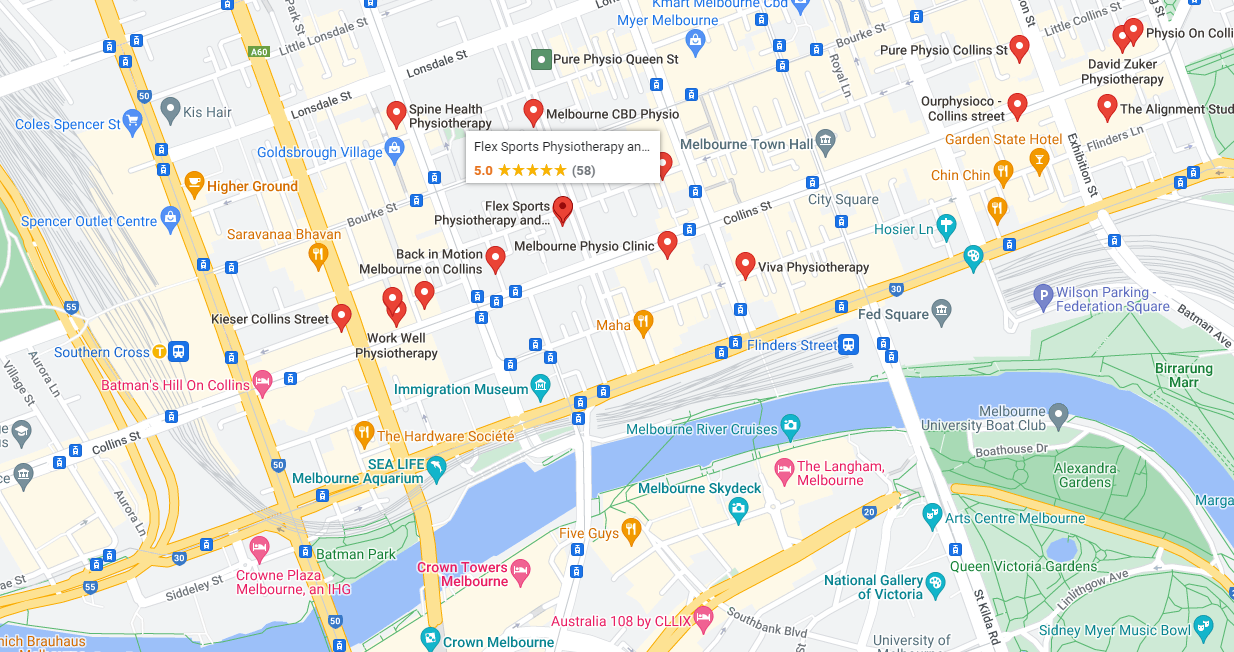 Kmart Melbourne Cbd
Myer Melbourne
Little Collins St
Park St
Little Lonsdale St
A60
Bourke St
Physio On Colli
Pure Physio Collins St
Lonsdale St
Pure Physio Queen St
Royal Ln
David Zuker
Physiotherapy
50
Kis Hair
Lonsdale St
Spine Health
Physiotherapy
Melbourne CBD Physio
Ourphysioco -
Collins street
The Alignment Stud
Coles Spencer St
Flinders Ln
Goldsbrough Village
Flex Sports Physiotherapy an...
5.0
(58)
Melbourne Town Hall
Garden State Hotel
Exhibition St
Higher Ground
Chin Chin
Bourke St
Flex Sports
Physiotherapy and...
Collins St
City Square
Spencer Outlet Centre
Saravanaa Bhavan
Hosier Ln
Back in Motion
Melbourne on Collins
Melbourne Physio Clinic
Viva Physiotherapy
30
Wilson Parking -
Federation Square
55
Kieser Collins Street
Maha
Fed Square
Batman Ave
Work Well
Physiotherapy
Southern Cross
T
Flinders Street
Aurora Ln
Village St
Batman's Hill On Collins
Immigration Museum
Birrarung
Marr
Melbourne
University Boat Club
Collins St
The Hardware Société
Melbourne River Cruises
Boathouse Dr
50
SEA LIFE
Melbourne Aquarium
The Langham,
Melbourne
Alexandra
Gardens
Melbourne Skydeck
Aurora Ln
20
Marga
Arts Centre Melbourne
Five Guys
30
Batman Park
Crowne Plaza
Melbourne, an IHG
Crown Towers
Melbourne
Queen Victoria Gardens
55
Siddeley St
National Gallery
of Victoria
Linlithgow Ave
St Kilda Rd
50
Australia 108 by CLLIX
Southbank Blvd
Sidney Myer Music Bowl
nich Brauhaus
Crown Melbourne
University of